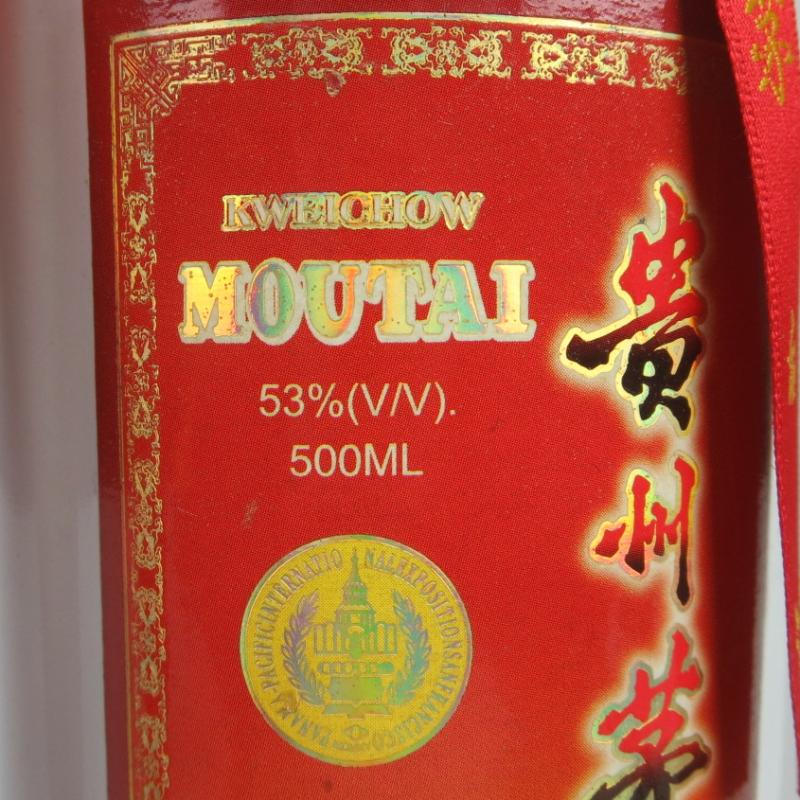 KWEICHOW
MOUTAI
53%(V/V).
500ML
PANAMA-PACIFICINTERNATIONALEXPOSITIONSANFRANCISCO
贵州茅